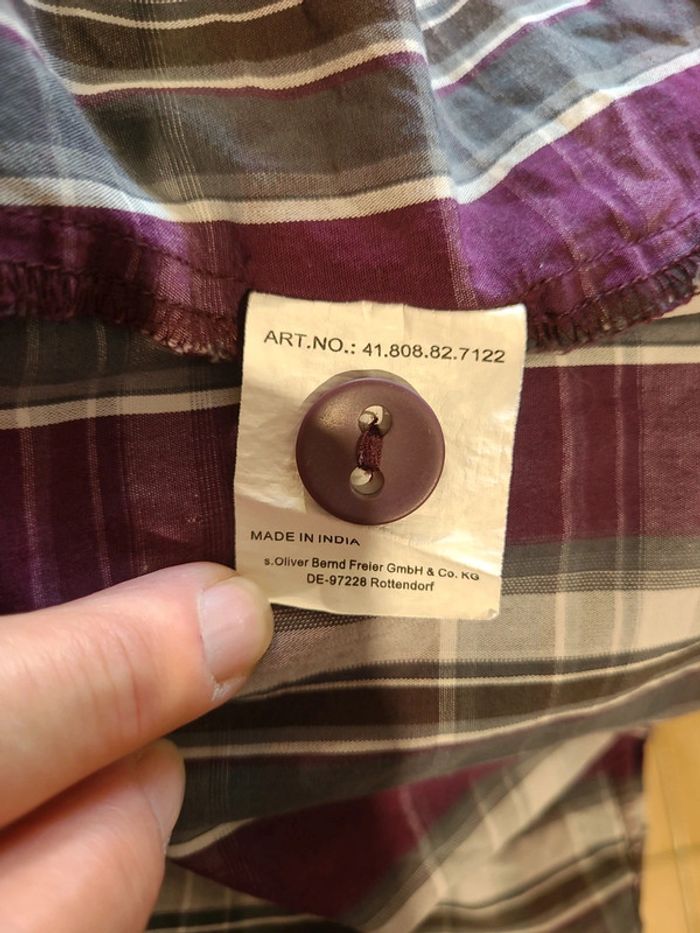 ART.NO.: 41.808.82.7122
MADE IN INDIA
s.Oliver Bernd Freier GmbH & Co. KG
DE-97228 Rottendorf